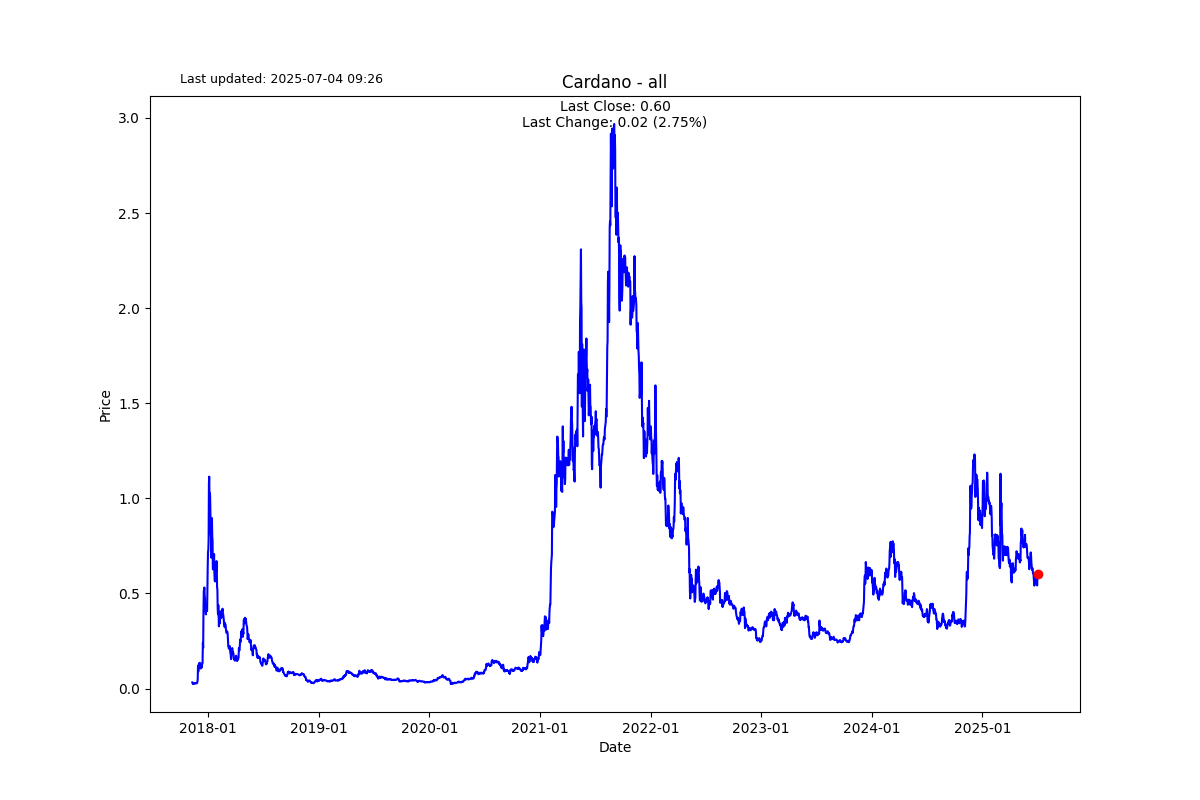 Last updated: 2025-07-04 09:26
Cardano - all
Last Close: 0.60
Last Change: 0.02 (2.75%)
3.0
2.5
2.0
1.5
1.0
0.5
0.0
Price
2018-01 2019-01 2020-01 2021-01 2022-01 2023-01 2024-01 2025-01
Date